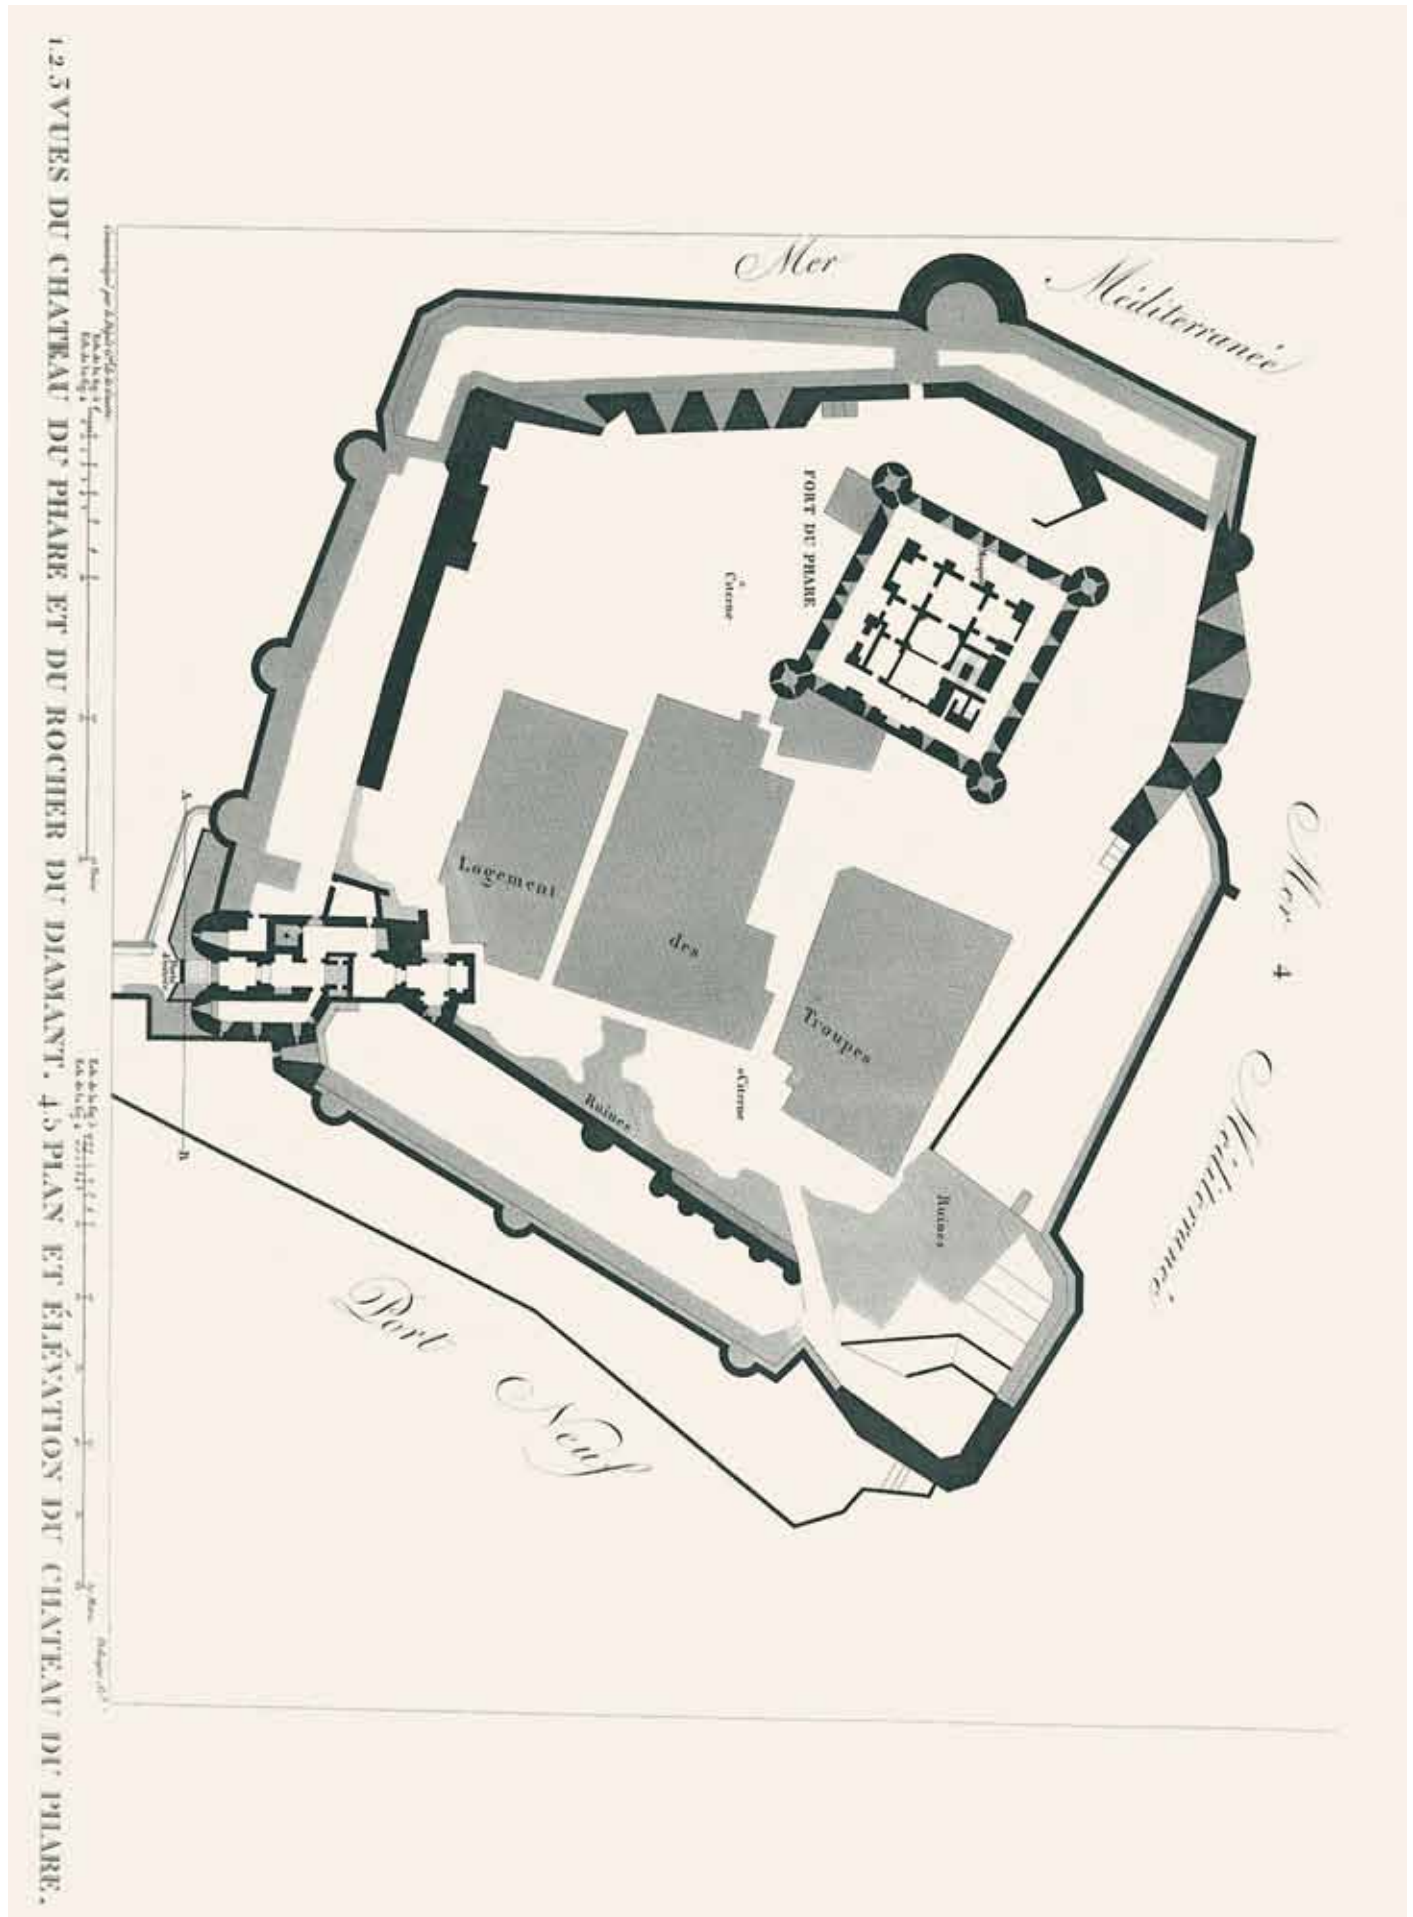 1.2.3 VUES DU CHATEAU DU PHARE ET DU ROCHER DU DIAMANT. 4.5 PLAN ET ÉLÉVATION DU CHATEAU DU PHARE.
Mer
Méditerranée
FORT DU PHARE
Citerne
Mer
4
Méditerranée
Logement
des
Troupes
A
B
Ruines
Citerne
Ruines
Port
Neuf